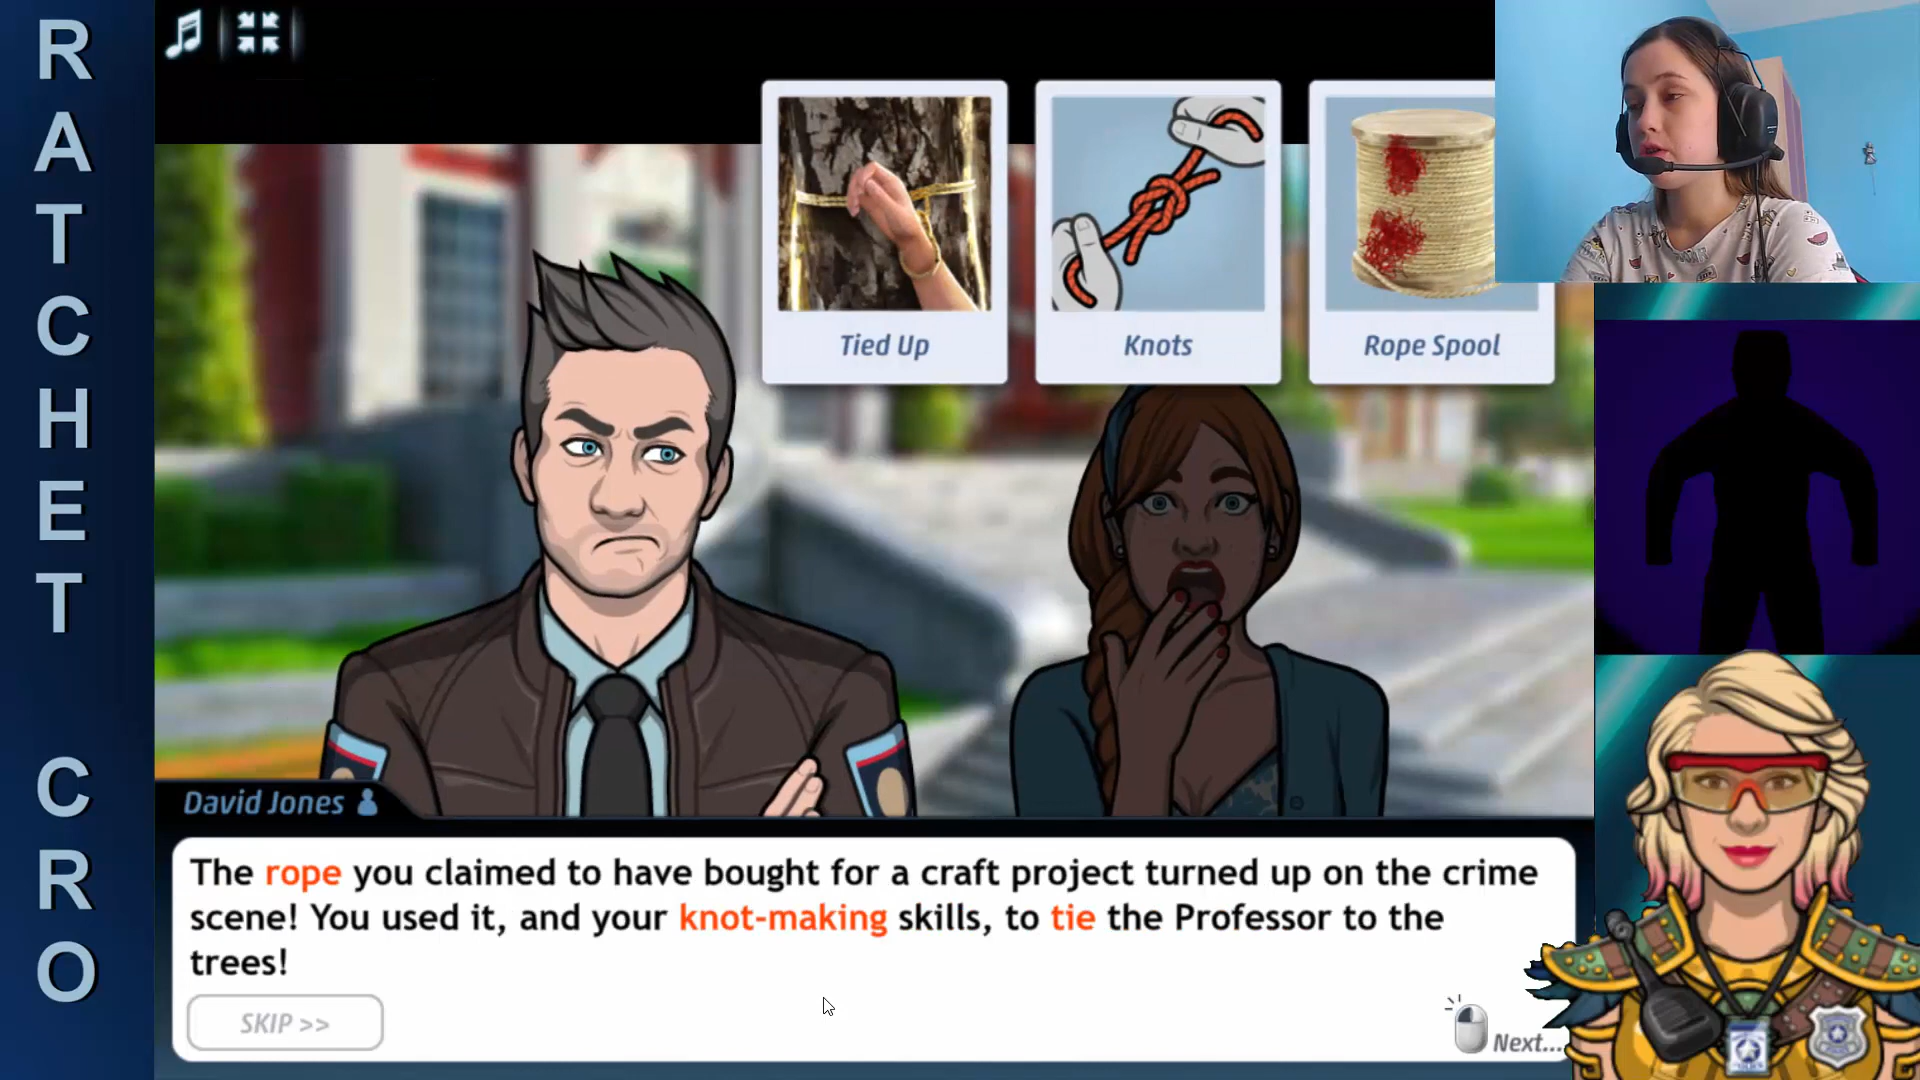 RATCHET CRO
Tied Up
Knots
Rope Spool
David Jones
The rope you claimed to have bought for a craft project turned up on the crime
scene! You used it, and your knot-making skills, to tie the Professor to the
trees!
SKIP >>
Next...